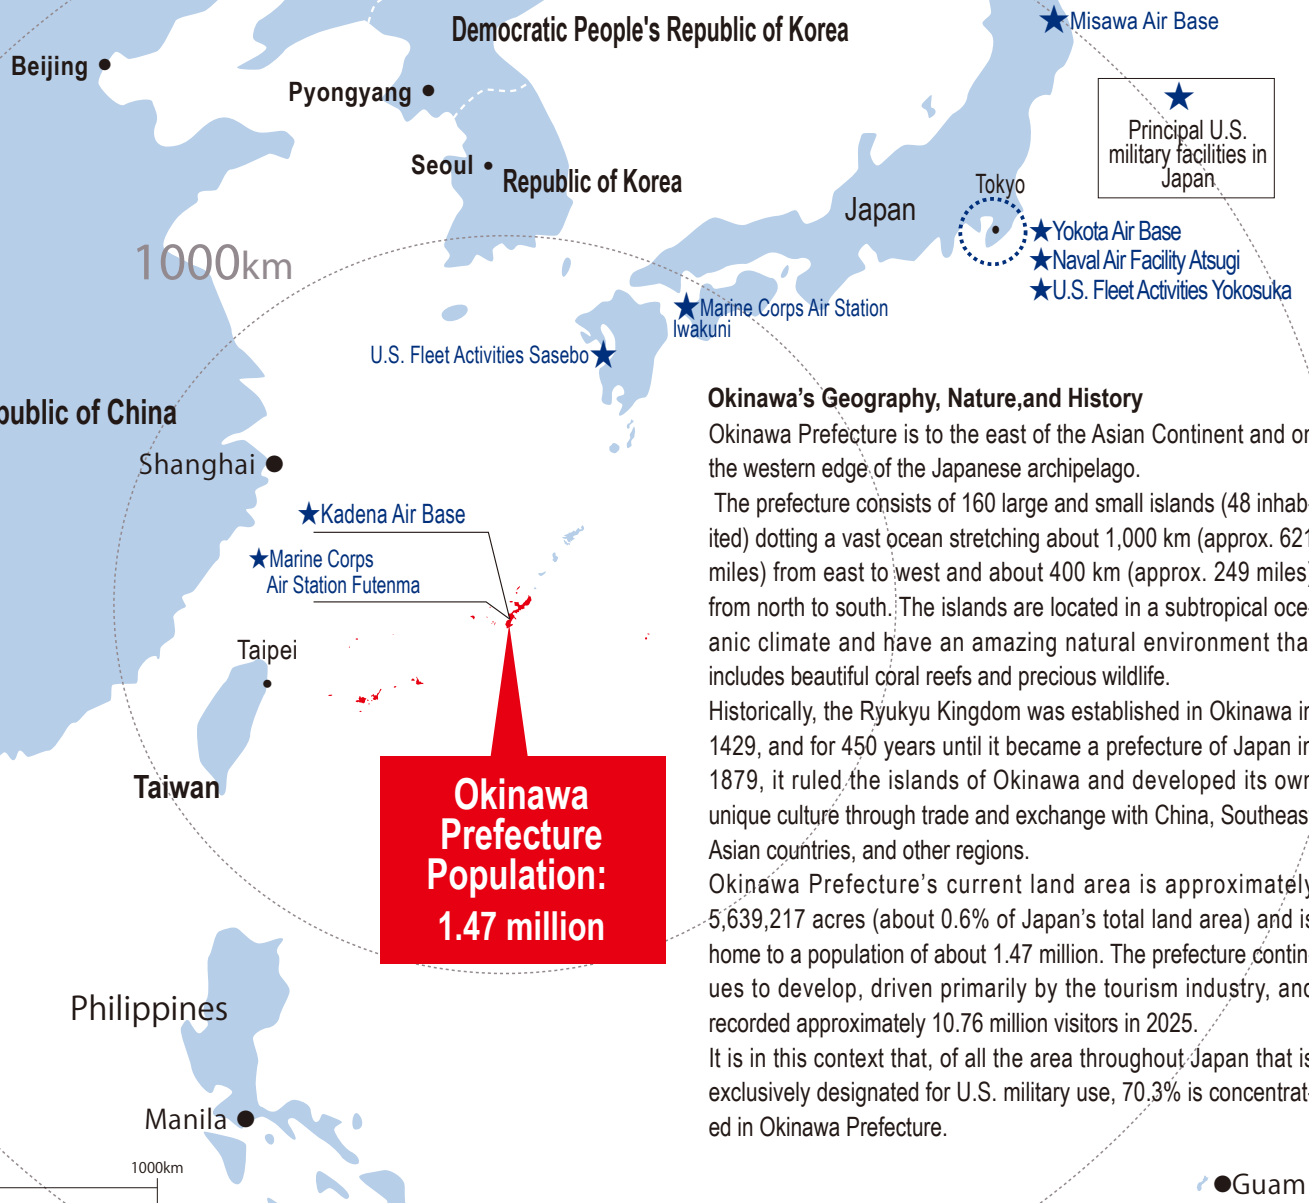 Democratic People's Republic of Korea
Misawa Air Base
Beijing
Pyongyang
Principal U.S.
military facilities in
Japan
Seoul
Republic of Korea
Tokyo
Japan
Yokota Air Base
Naval Air Facility Atsugi
U.S. Fleet Activities Yokosuka
1000km
Marine Corps Air Station
Iwakuni
U.S. Fleet Activities Sasebo
public of China
Shanghai
Kadena Air Base
Marine Corps
Air Station Futenma
Taipei
Taiwan
Okinawa
Prefecture
Population:
1.47 million
Okinawa’s Geography, Nature,and History
Okinawa Prefecture is to the east of the Asian Continent and on
the western edge of the Japanese archipelago.
The prefecture consists of 160 large and small islands (48 inhab-
ited) dotting a vast ocean stretching about 1,000 km (approx. 621
miles) from east to west and about 400 km (approx. 249 miles)
from north to south. The islands are located in a subtropical oce-
anic climate and have an amazing natural environment tha
includes beautiful coral reefs and precious wildlife.
Historically, the Ryukyu Kingdom was established in Okinawa in
1429, and for 450 years until it became a prefecture of Japan in
1879, it ruled the islands of Okinawa and developed its own
unique culture through trade and exchange with China, Southeas
Asian countries, and other regions.
Okinawa Prefecture’s current land area is approximately
5,639,217 acres (about 0.6% of Japan’s total land area) and is
home to a population of about 1.47 million. The prefecture contin-
ues to develop, driven primarily by the tourism industry, and
recorded approximately 10.76 million visitors in 2025.
It is in this context that, of all the area throughout Japan that is
exclusively designated for U.S. military use, 70.3% is concentrat-
ed in Okinawa Prefecture.
Philippines
Manila
1000km
Guam